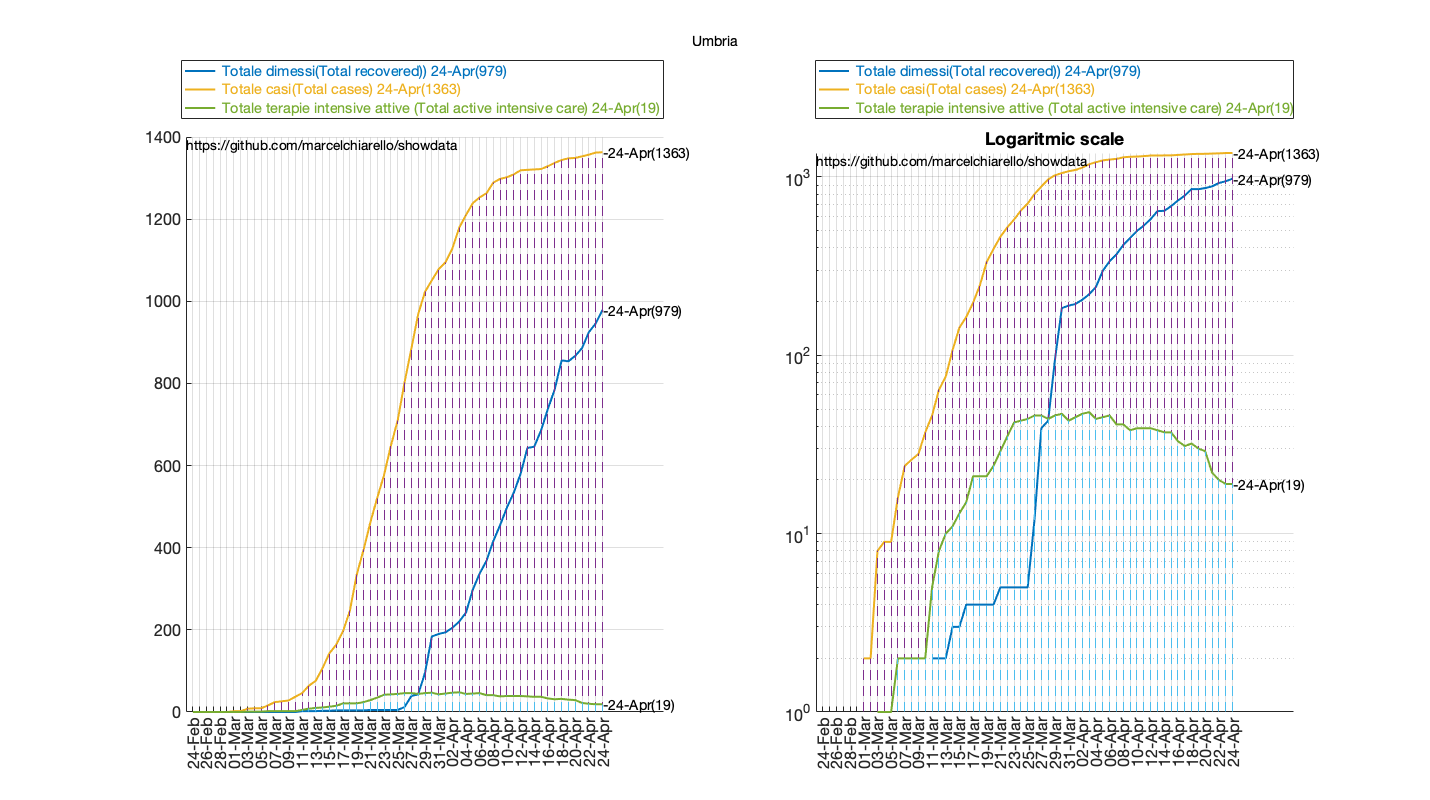 Umbria
Totale dimessi(Total recovered)) 24-Apr(979)
Totale casi(Total cases) 24-Apr(1363)
Totale terapie intensive attive (Total active intensive care) 24-Apr(19)
https://github.com/marcelchiarello/showdata
1400
1200
1000
800
600
400
200
0
-24-Apr(1363)
-24-Apr(979)
-24-Apr(19)
24-Feb
26-Feb
28-Feb
01-Mar
03-Mar
05-Mar
07-Mar
09-Mar
11-Mar
13-Mar
15-Mar
17-Mar
19-Mar
21-Mar
23-Mar
25-Mar
27-Mar
29-Mar
31-Mar
02-Apr
04-Apr
06-Apr
08-Apr
10-Apr
12-Apr
14-Apr
16-Apr
18-Apr
20-Apr
22-Apr
24-Apr
Totale dimessi(Total recovered)) 24-Apr(979)
Totale casi(Total cases) 24-Apr(1363)
Totale terapie intensive attive (Total active intensive care) 24-Apr(19)
Logaritmic scale
https://github.com/marcelchiarello/showdata
10³
10²
10¹
10⁰
-24-Apr(1363)
-24-Apr(979)
-24-Apr(19)
24-Feb
26-Feb
28-Feb
01-Mar
03-Mar
05-Mar
07-Mar
09-Mar
11-Mar
13-Mar
15-Mar
17-Mar
19-Mar
21-Mar
23-Mar
25-Mar
27-Mar
29-Mar
31-Mar
02-Apr
04-Apr
06-Apr
08-Apr
10-Apr
12-Apr
14-Apr
16-Apr
18-Apr
20-Apr
22-Apr
24-Apr